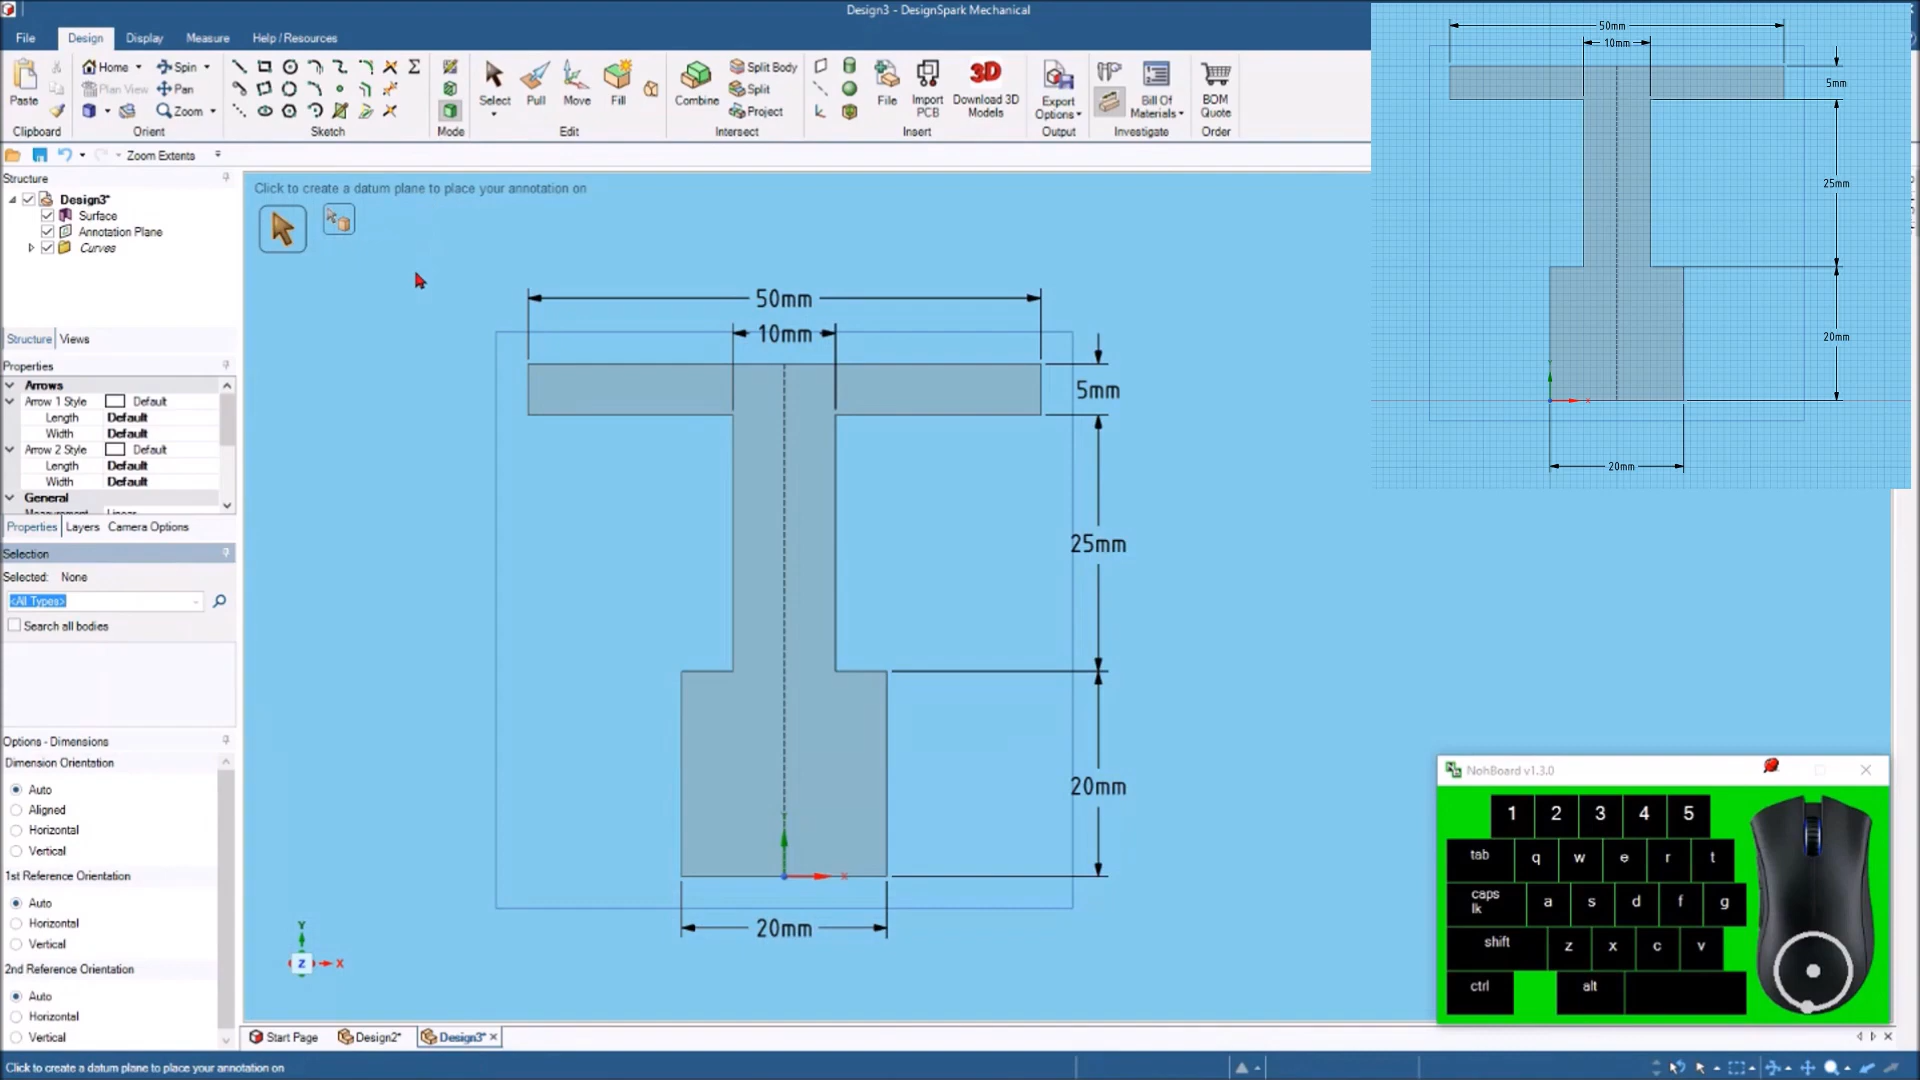 Design3 - DesignSpark Mechanical
File
Design
Display
Measure
Help / Resources
Paste
Home
Spin
Plan View
Pan
Zoom
Select
Pull
Move
Fill
Combine
Split Body
Split
Project
File
Import PCB
Download 3D Models
Export Options
Bill Of Materials
BOM Quote
Clipboard
Orient
Sketch
Mode
Edit
Intersect
Insert
Output
Investigate
Order
Zoom Extents
Structure
Design3*
Surface
Annotation Plane
Curves
Structure
Views
Properties
Arrows
Arrow 1 Style
Default
Length
Default
Width
Default
Arrow 2 Style
Default
Length
Default
Width
Default
General
Properties
Layers
Camera Options
Selection
Selected: None
<All Types>
Search all bodies
Options - Dimensions
Dimension Orientation
Auto
Aligned
Horizontal
Vertical
1st Reference Orientation
Auto
Horizontal
Vertical
2nd Reference Orientation
Auto
Horizontal
Vertical
Click to create a datum plane to place your annotation on
50mm
10mm
5mm
25mm
20mm
20mm
Y
X
Y
Z
X
50mm
10mm
5mm
25mm
20mm
20mm
Y
X
NohBoard v1.3.0
1 2 3 4 5
tab q w e r t
caps lk a s d f g
shift z x c v
ctrl alt
Start Page
Design2*
Design3*
Click to create a datum plane to place your annotation on